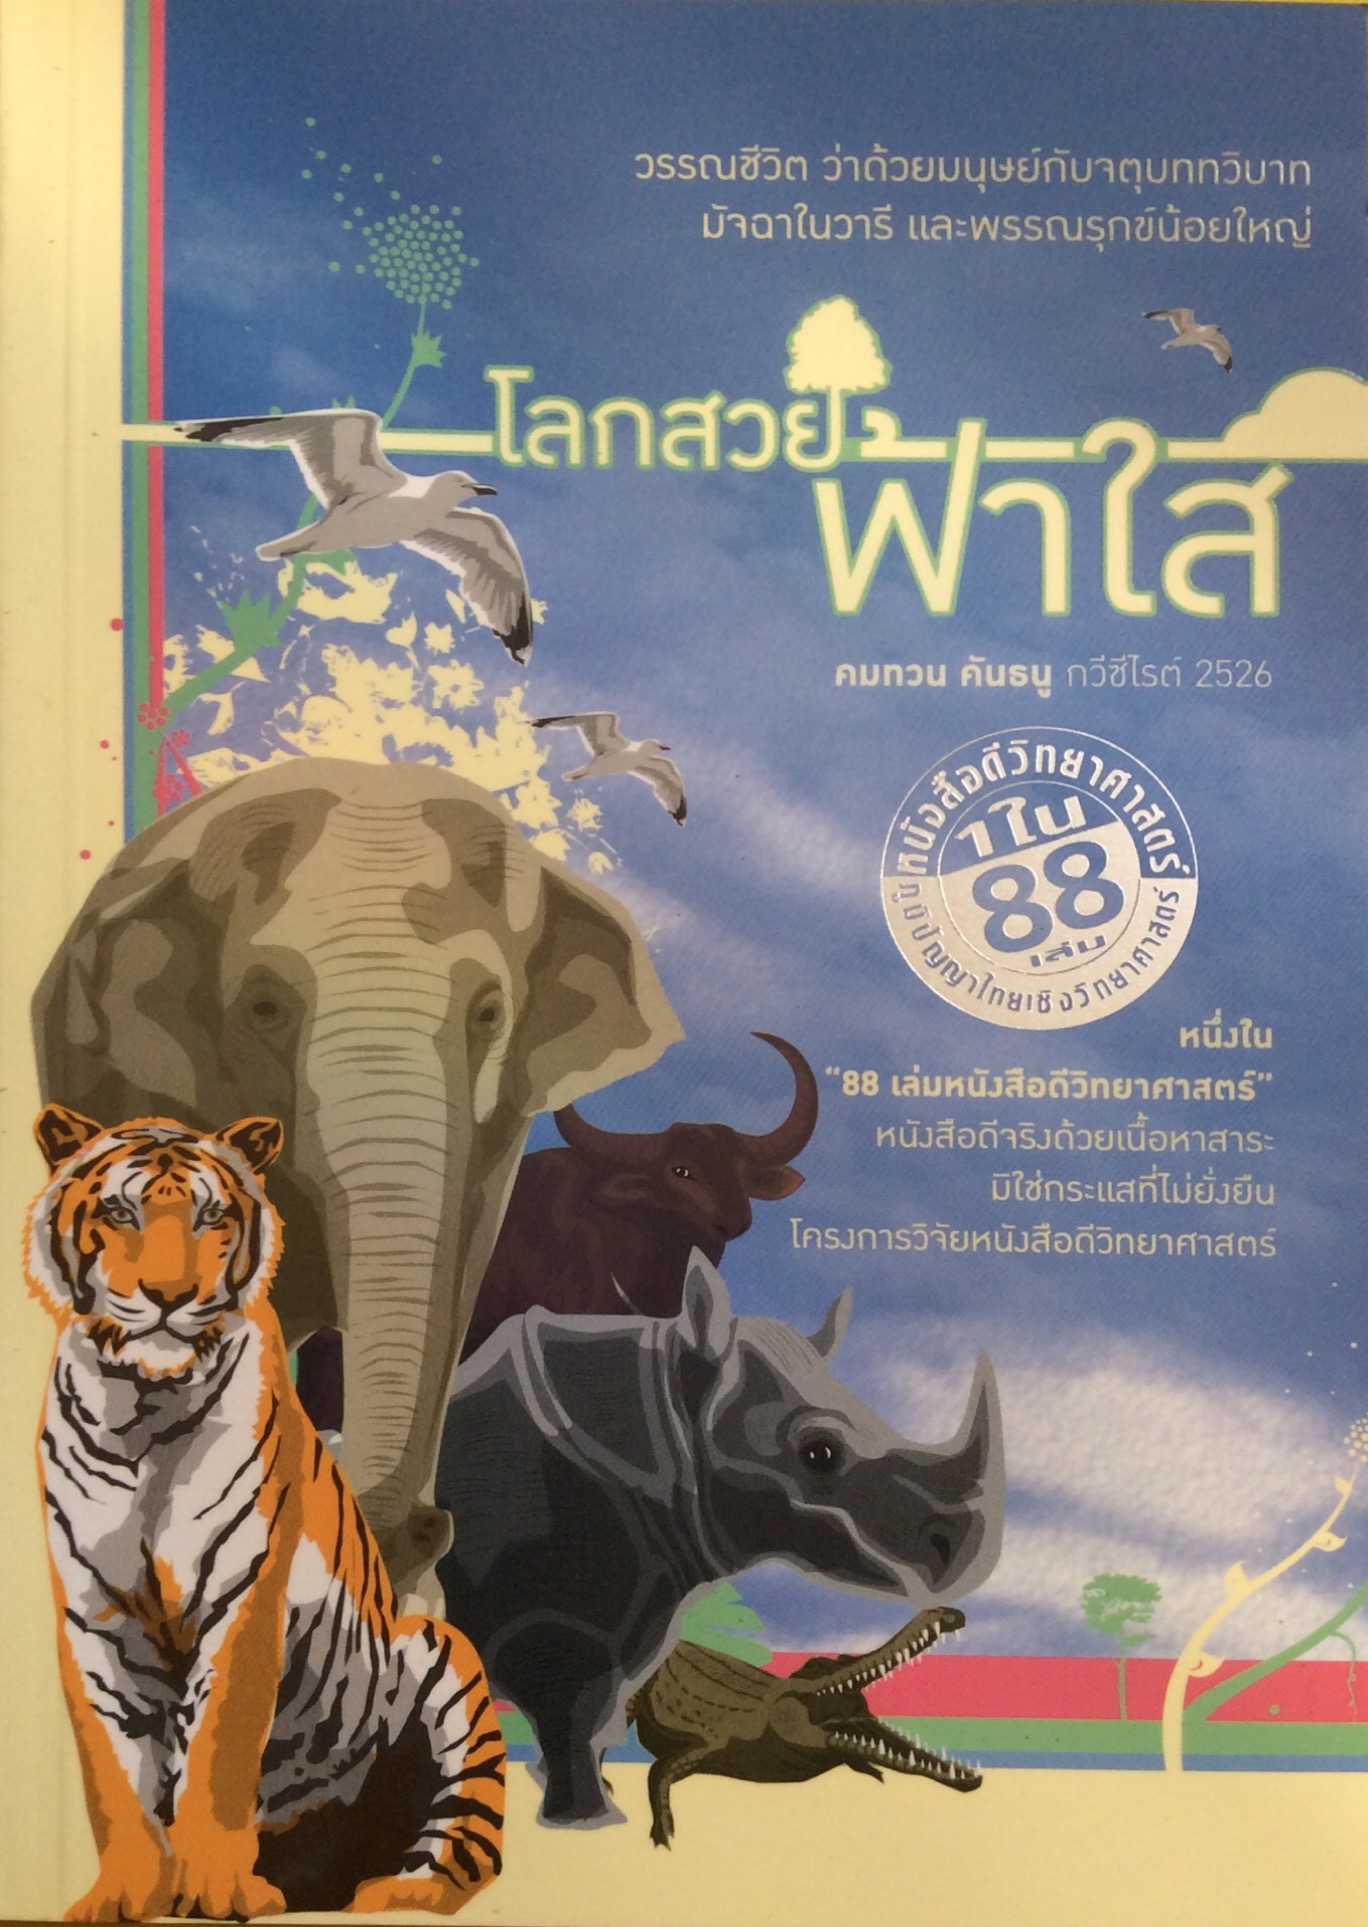 วรรณชีวิต ว่าด้วยมนุษย์กับจตุบททวิบาท
มัจฉาในวารี และพรรณรุกข์น้อยใหญ่
โลกสวย
ฟ้าใส
คมทวน คันธนู กวีซีไรต์ 2526
หนังสือดีวิทยาศาสตร์
1 ใน
88
เล่ม
ภูมิปัญญาไทยเชิงวิทยาศาสตร์
หนึ่งใน
“88 เล่มหนังสือดีวิทยาศาสตร์”
หนังสือดีจริงด้วยเนื้อหาสาระ
มิใช่กระแสที่ไม่ยั่งยืน
โครงการวิจัยหนังสือดีวิทยาศาสตร์